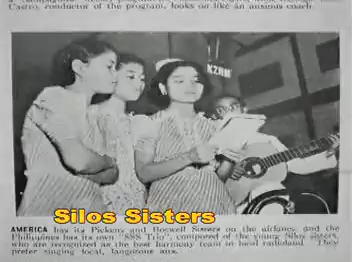 Castro, conductor of the program, looks on like an anxious coach.
KZRM
Silos Sisters
AMERICA has its Pickens and Boswell Sisters on the airlanes, and the
Philippines has its own "SSS Trio", composed of the young Silos sisters,
who are recognized as the best harmony team in local radioland. They
prefer singing local, languorous airs.